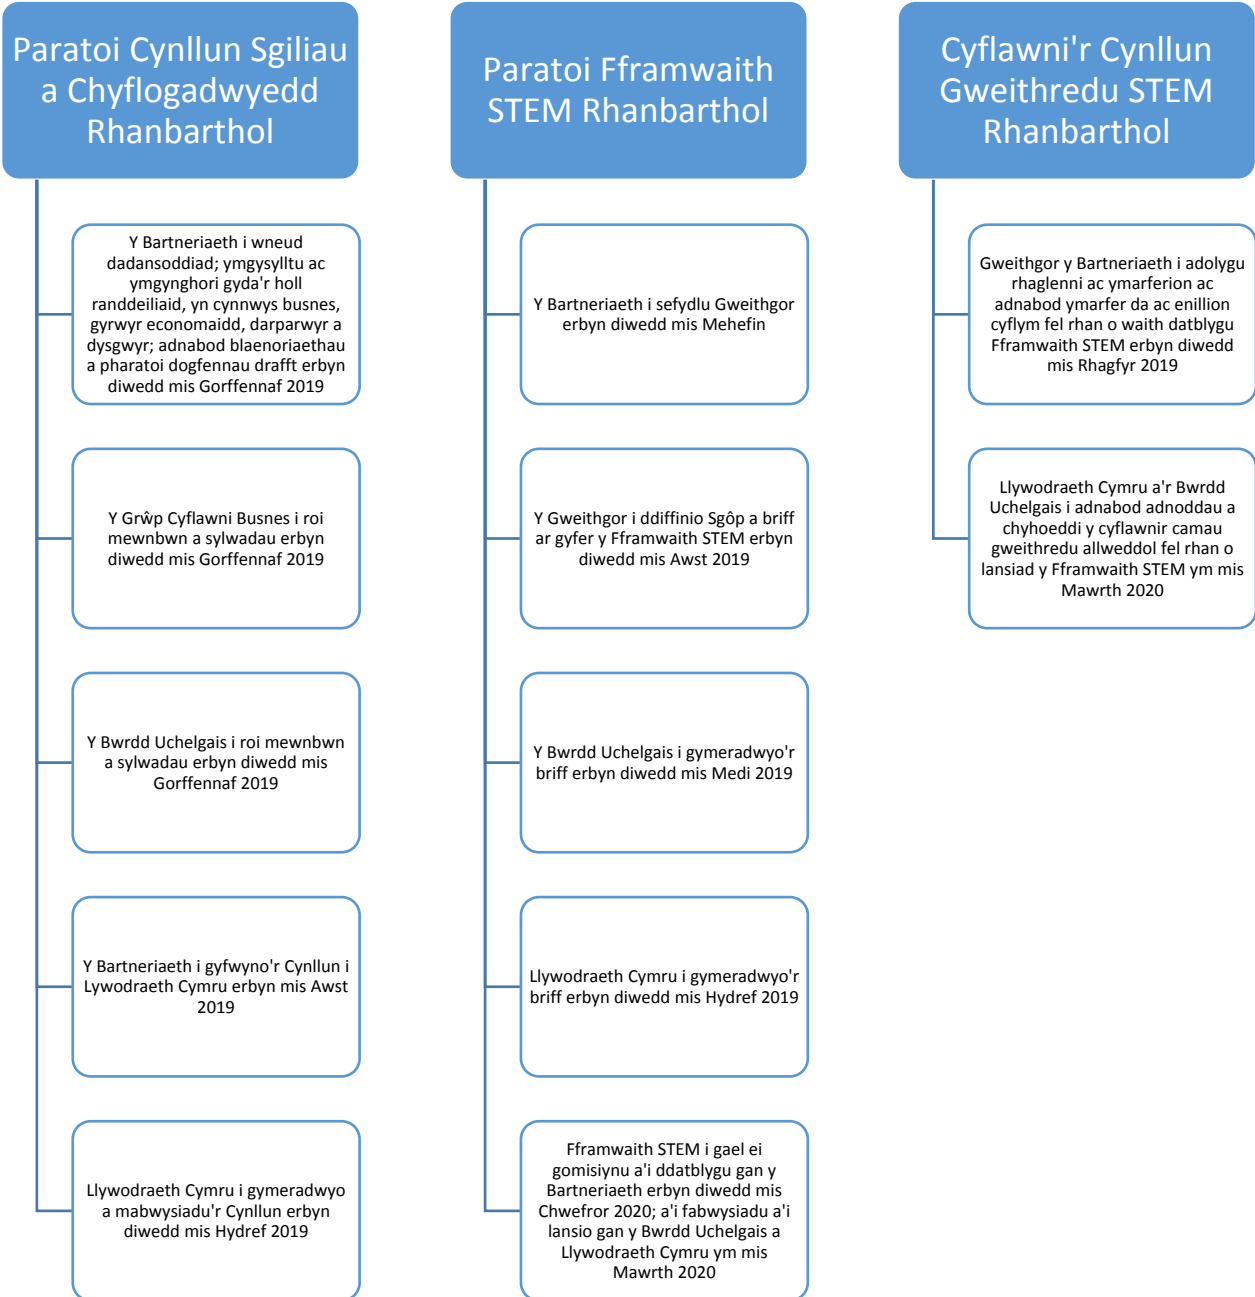 Paratoi Cynllun Sgiliau
a Chyflogadwyedd
Rhanbarthol
Y Bartneriaeth i wneud
dadansoddiad; ymgysylltu ac
ymgynghori gyda'r holl
randdeiliaid, yn cynnwys busnes,
gyrwyr economaidd, darparwyr a
dysgwyr; adnabod blaenoriaethau
a pharatoi dogfennau drafft erbyn
diwedd mis Gorffennaf 2019
Y Grŵp Cyflawni Busnes i roi
mewnbwn a sylwadau erbyn
diwedd mis Gorffennaf 2019
Y Bwrdd Uchelgais i roi mewnbwn
a sylwadau erbyn diwedd mis
Gorffennaf 2019
Y Bartneriaeth i gyfwyno'r Cynllun i
Lywodraeth Cymru erbyn mis Awst
2019
Llywodraeth Cymru i gymeradwyo
a mabwysiadu'r Cynllun erbyn
diwedd mis Hydref 2019
Paratoi Fframwaith
STEM Rhanbarthol
Y Bartneriaeth i sefydlu Gweithgor
erbyn diwedd mis Mehefin
Y Gweithgor i ddiffinio Sgôp a briff
ar gyfer y Fframwaith STEM erbyn
diwedd mis Awst 2019
Y Bwrdd Uchelgais i gymeradwyo'r
briff erbyn diwedd mis Medi 2019
Llywodraeth Cymru i gymeradwyo'r
briff erbyn diwedd mis Hydref 2019
Fframwaith STEM i gael ei
gomisiynu a'i ddatblygu gan y
Bartneriaeth erbyn diwedd mis
Chwefror 2020; a'i fabwysiadu a'i
lansio gan y Bwrdd Uchelgais a
Llywodraeth Cymru ym mis
Mawrth 2020
Cyflawni'r Cynllun
Gweithredu STEM
Rhanbarthol
Gweithgor y Bartneriaeth i adolygu
rhaglenni ac ymarferion ac
adnabod ymarfer da ac enillion
cyflym fel rhan o waith datblygu
Fframwaith STEM erbyn diwedd
mis Rhagfyr 2019
Llywodraeth Cymru a'r Bwrdd
Uchelgais i adnabod adnoddau a
chyhoeddi y cyflawnir camau
gweithredu allweddol fel rhan o
lansiad y Fframwaith STEM ym mis
Mawrth 2020